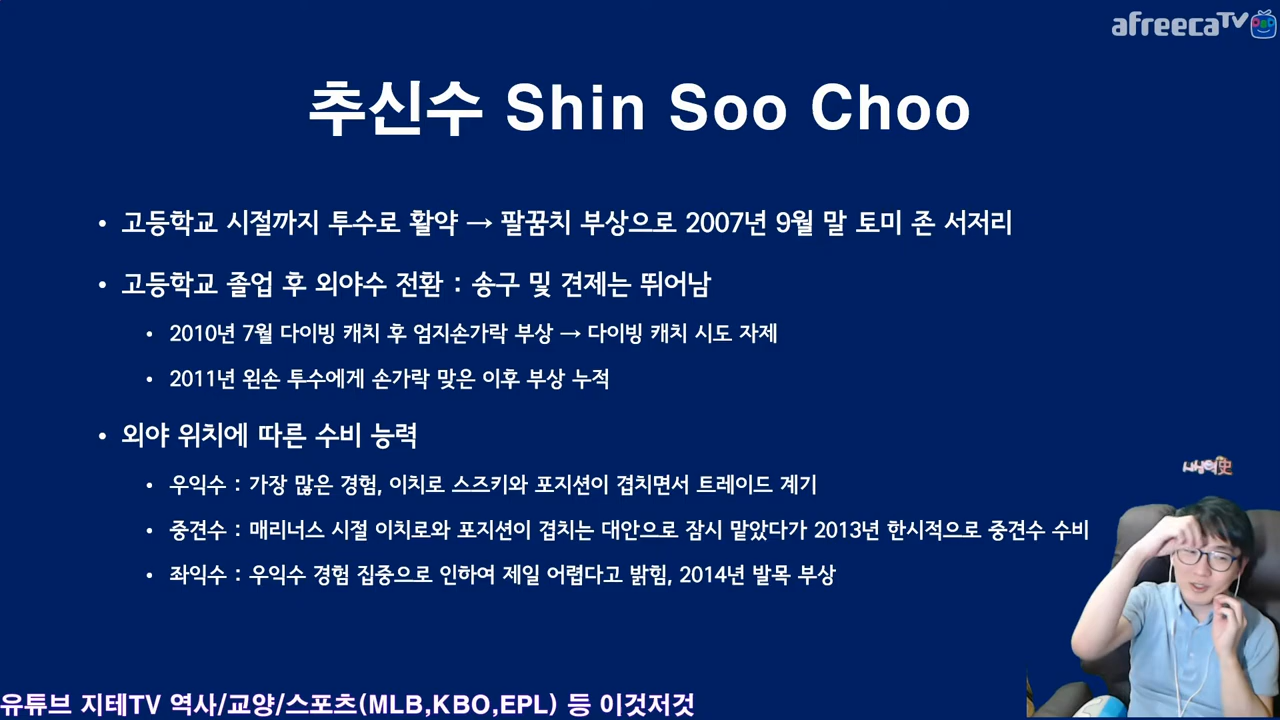 afreecaTV
추신수 Shin Soo Choo
• 고등학교 시절까지 투수로 활약 → 팔꿈치 부상으로 2007년 9월 말 토미 존 서저리
• 고등학교 졸업 후 외야수 전환 : 송구 및 견제는 뛰어남
• 2010년 7월 다이빙 캐치 후 엄지손가락 부상 → 다이빙 캐치 시도 자제
• 2011년 왼손 투수에게 손가락 맞은 이후 부상 누적
• 외야 위치에 따른 수비 능력
• 우익수 : 가장 많은 경험, 이치로 스즈키와 포지션이 겹치면서 트레이드 계기
• 중견수 : 매리너스 시절 이치로와 포지션이 겹치는 대안으로 잠시 맡았다가 2013년 한시적으로 중견수 수비
• 좌익수 : 우익수 경험 집중으로 인하여 제일 어렵다고 밝힘, 2014년 발목 부상
유튜브 지테TV 역사/교양/스포츠(MLB,KBO,EPL) 등 이것저것